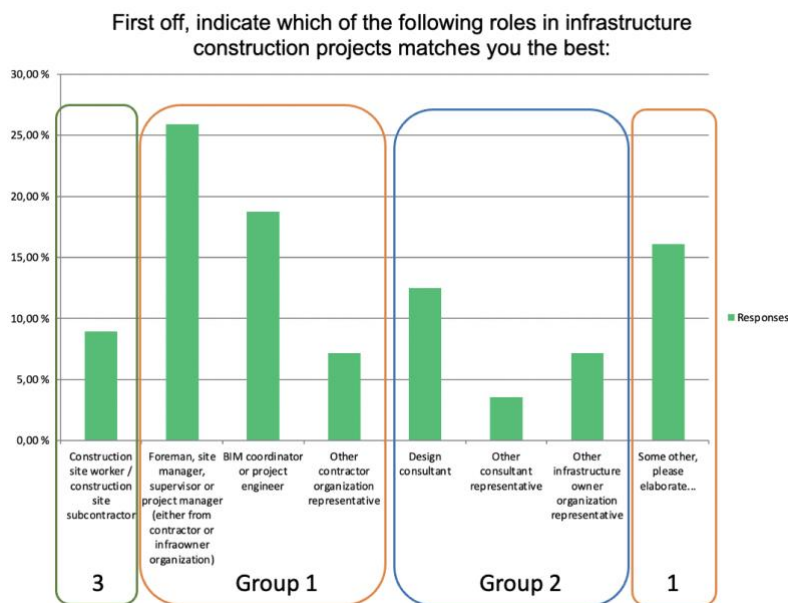 First off, indicate which of the following roles in infrastructure
construction projects matches you the best:
30,00 %
25,00 %
20,00 %
15,00 %
10,00 %
5,00 %
0,00 %
Responses
Construction
site worker /
construction
site
subcontractor
Foreman, site
manager,
supervisor or
project manager
(either from
contractor or
infraowner
organization)
BIM coordinator
or project
engineer
Other
contractor
organization
representative
Design
consultant
Other
consultant
representative
Other
infrastructure
owner
organization
representative
Some other,
please
elaborate...
3
Group 1
Group 2
1